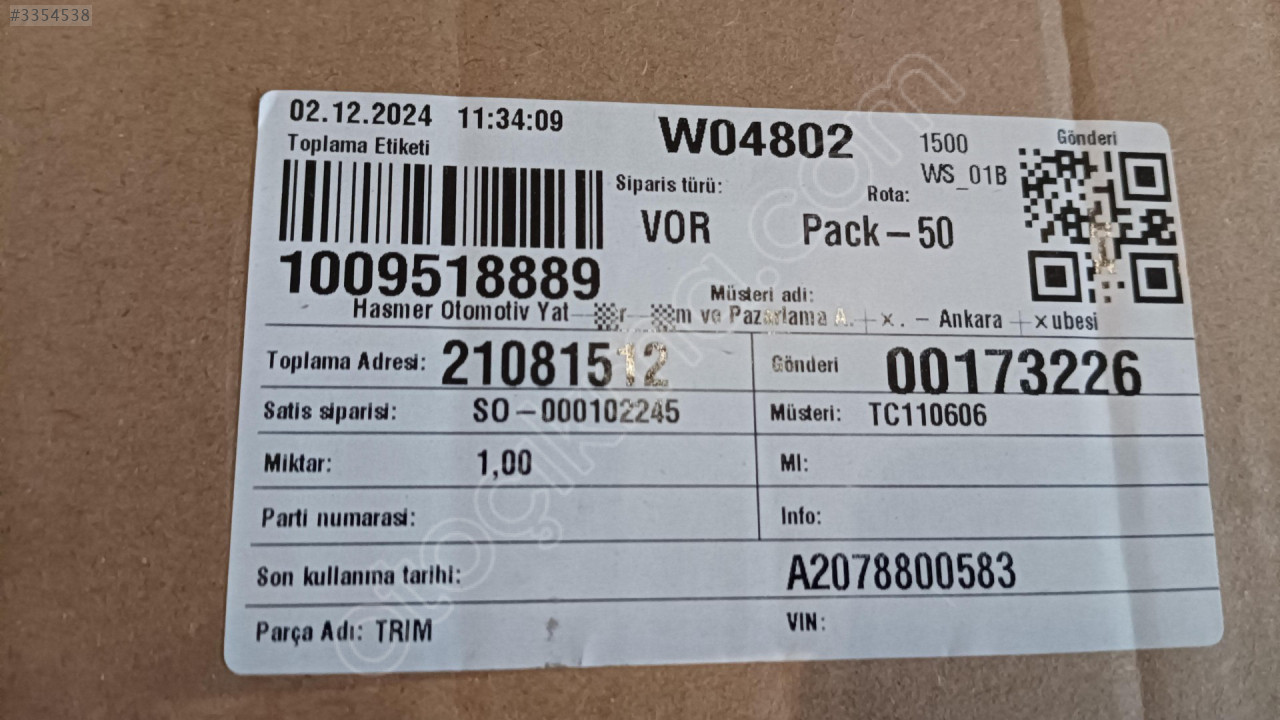 #3354538
02.12.2024 11:34:09
W04802
1500
Gönderi
Toplama Etiketi
WS_01B
Siparis türü:
Rota:
VOR
Pack-50
1009518889
Müsteri adi:
Hasmer Otomotiv Yat ve Pazarlama A. - Ankara ubesi
Toplama Adresi: 21081512
Gönderi 00173226
Satis siparisi: SO-000102245
Müsteri: TC110606
Miktar: 1,00
MI:
Parti numarasi:
Info:
Son kullanma tarihi:
A2078800583
Parça Adı: TRIM
VIN:
otoçıkma.com